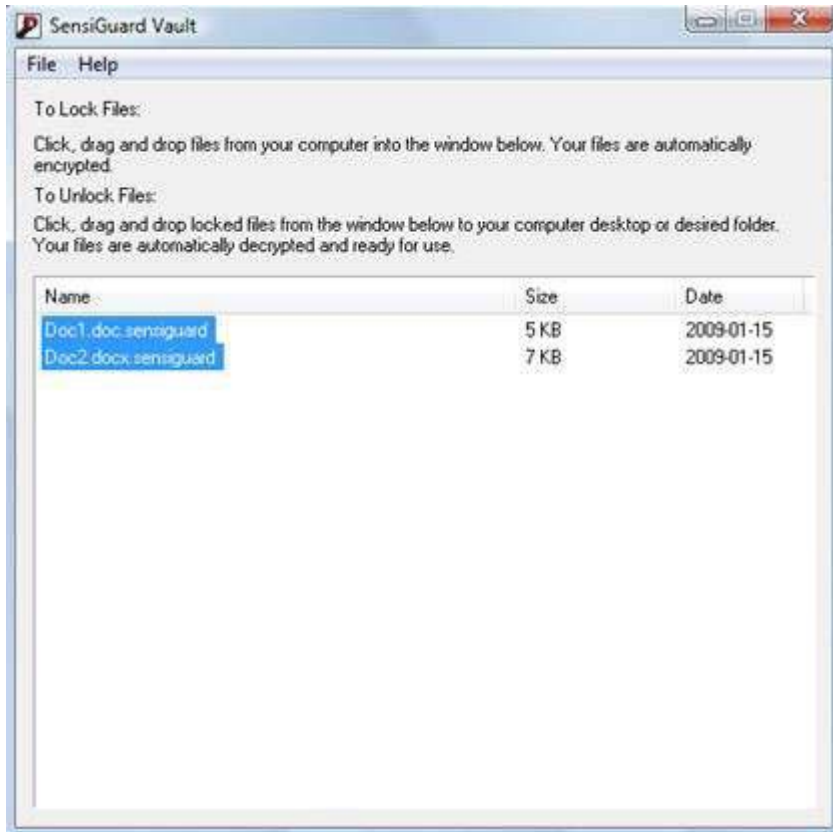 SensiGuard Vault
File Help
To Lock Files:
Click, drag and drop files from your computer into the window below. Your files are automatically
encrypted.
To Unlock Files:
Click, drag and drop locked files from the window below to your computer desktop or desired folder.
Your files are automatically decrypted and ready for use.
Name Size Date
Doc1.doc.sensiguard 5 KB 2009-01-15
Doc2.docx.sensiguard 7 KB 2009-01-15